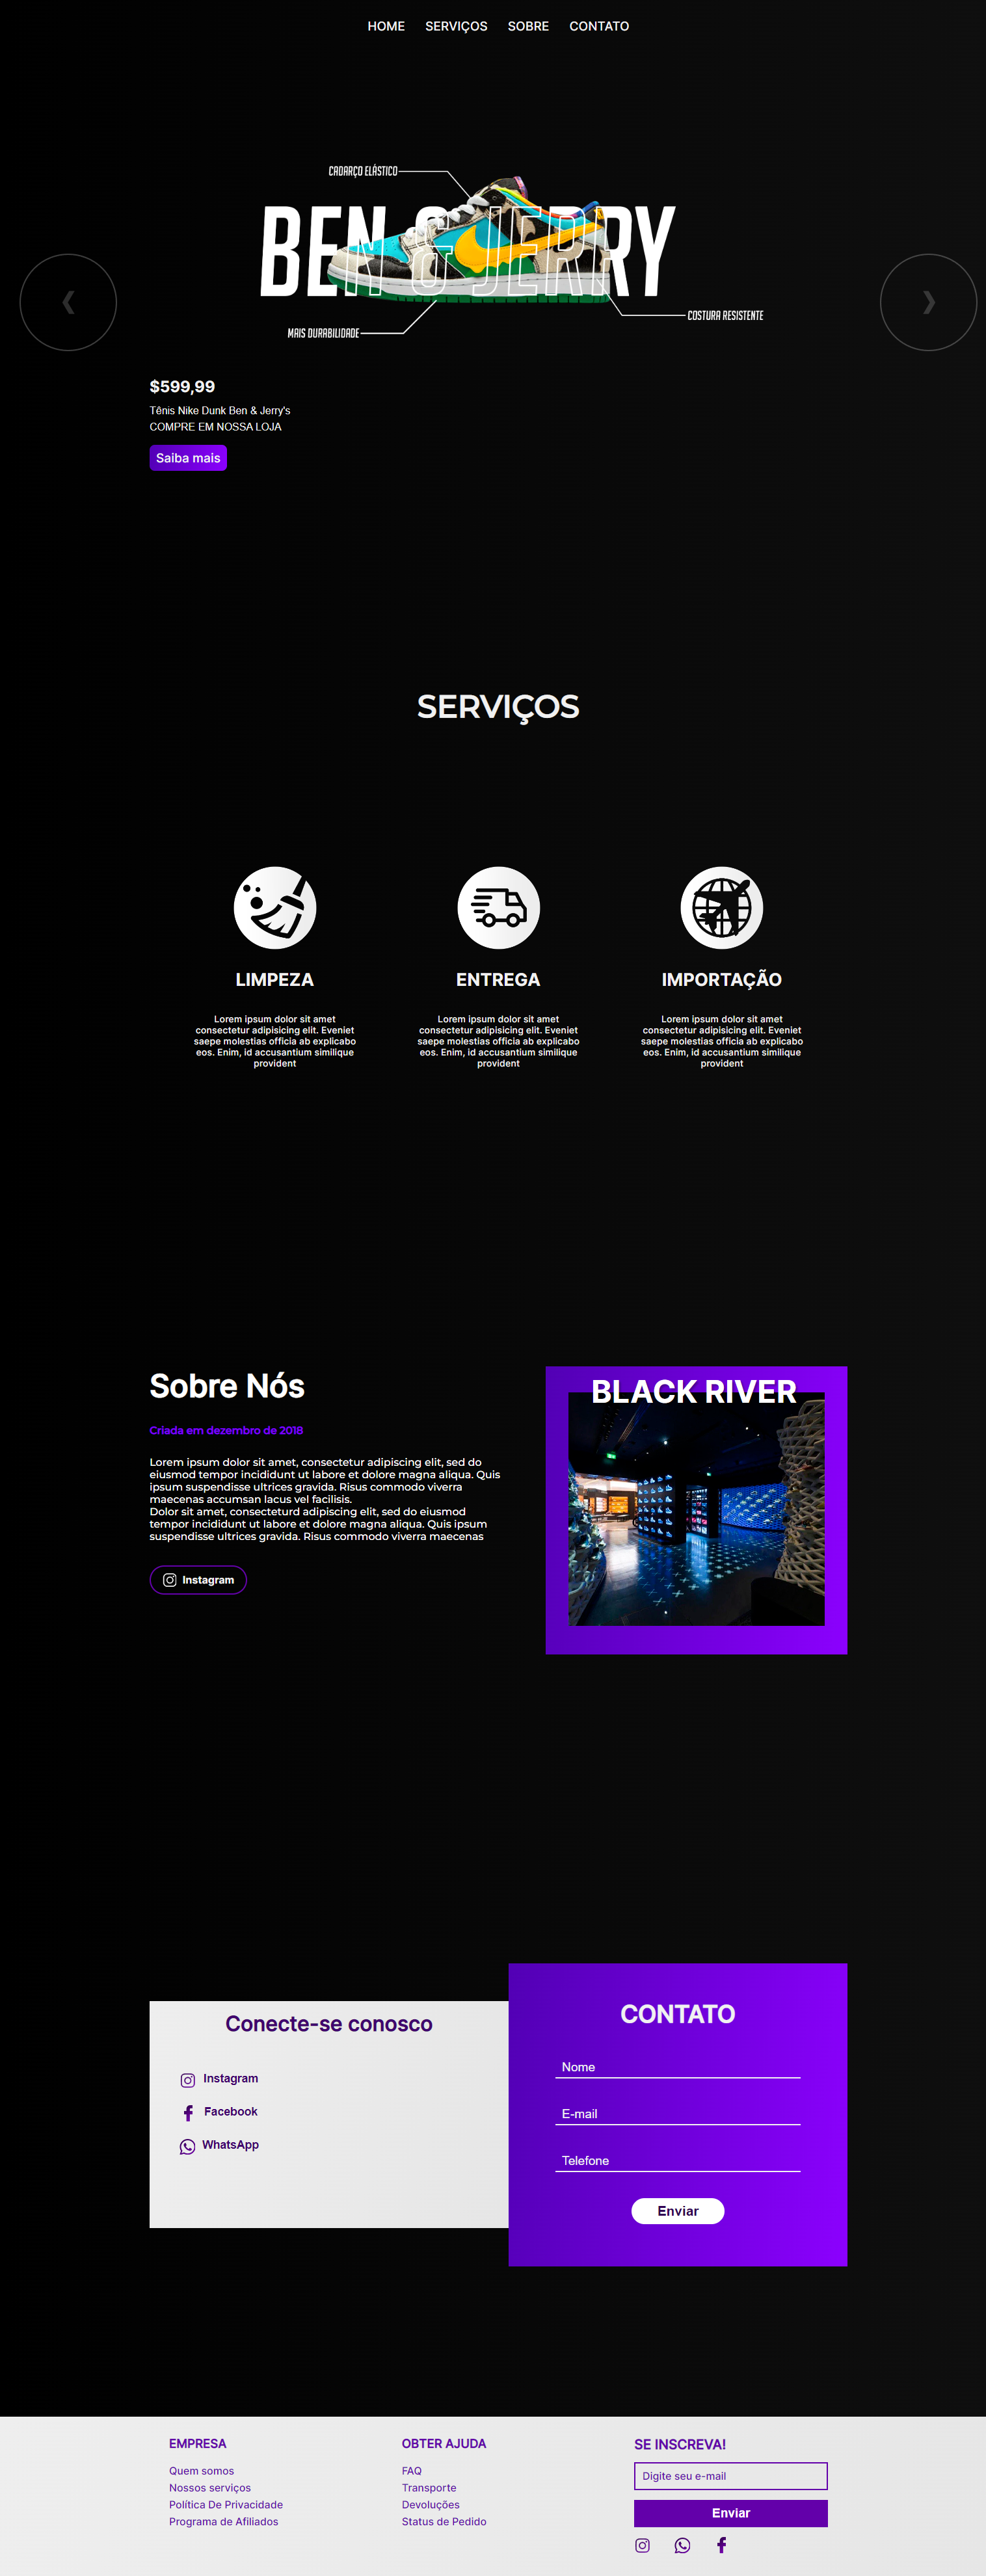 HOME SERVIÇOS SOBRE CONTATO
CADARÇO ELÁSTICO
BEN & JERRY
COSTURA RESISTENTE
MAIS DURABILIDADE
$599,99
Tênis Nike Dunk Ben & Jerry's
COMPRE EM NOSSA LOJA
Saiba mais
SERVIÇOS
LIMPEZA
Lorem ipsum dolor sit amet
consectetur adipisicing elit. Eveniet
saepe molestias officia ab explicabo
eos. Enim, id accusantium similique
provident
ENTREGA
Lorem ipsum dolor sit amet
consectetur adipisicing elit. Eveniet
saepe molestias officia ab explicabo
eos. Enim, id accusantium similique
provident
IMPORTAÇÃO
Lorem ipsum dolor sit amet
consectetur adipisicing elit. Eveniet
saepe molestias officia ab explicabo
eos. Enim, id accusantium similique
provident
Sobre Nós
Criada em dezembro de 2018
Lorem ipsum dolor sit amet, consectetur adipiscing elit, sed do
eiusmod tempor incididunt ut labore et dolore magna aliqua. Quis
ipsum suspendisse ultrices gravida. Risus commodo viverra
maecenas accumsan lacus vel facilisis.
Dolor sit amet, consecteturd adipiscing elit, sed do eiusmod
tempor incididunt ut labore et dolore magna aliqua. Quis ipsum
suspendisse ultrices gravida. Risus commodo viverra maecenas
Instagram
BLACK RIVER
Conecte-se conosco
Instagram
Facebook
WhatsApp
CONTATO
Nome
E-mail
Telefone
Enviar
EMPRESA
Quem somos
Nossos serviços
Política De Privacidade
Programa de Afiliados
OBTER AJUDA
FAQ
Transporte
Devoluções
Status de Pedido
SE INSCREVA!
Digite seu e-mail
Enviar